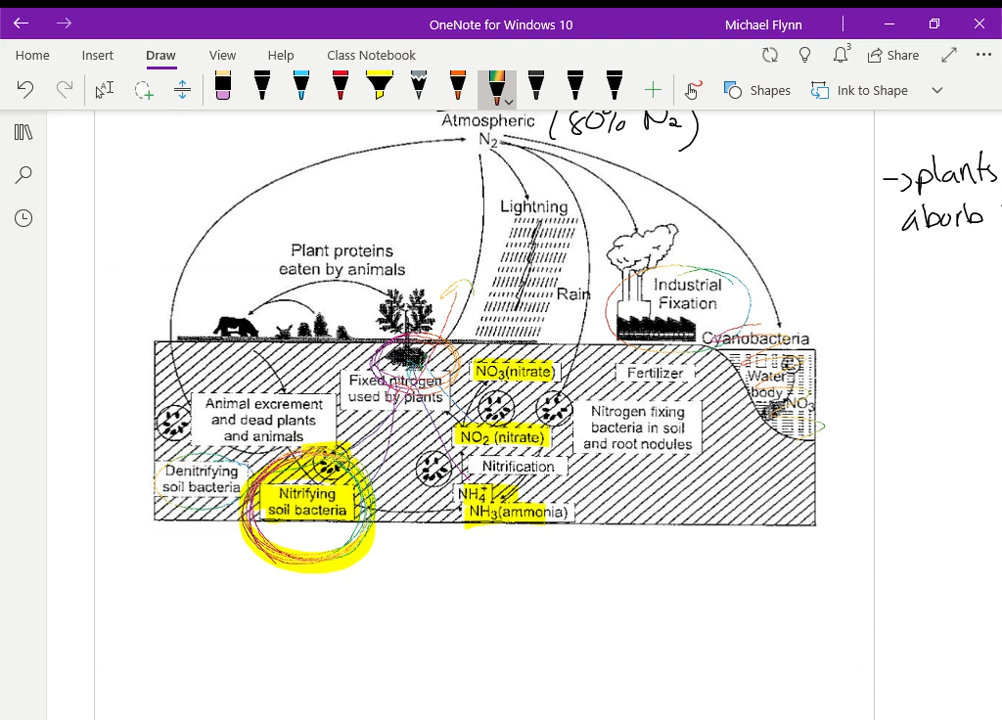 OneNote for Windows 10
Michael Flynn
Home Insert Draw View Help Class Notebook
3
Share
Shapes
Ink to Shape
Atmospheric (80% N2)
N2
→ plants
aburb
Lightning
Plant proteins
eaten by animals
Rain
Industrial
Fixation
Cyanobacteria
NO3(nitrate)
Fertilizer
Water
body
NO3
Fixed nitrogen
used by plants
Animal excrement
and dead plants
and animals
Nitrogen fixing
bacteria in soil
and root nodules
NO2 (nitrate)
Nitrification
Denitrifying
soil bacteria
Nitrifying
soil bacteria
NH4+
NH3(ammonia)